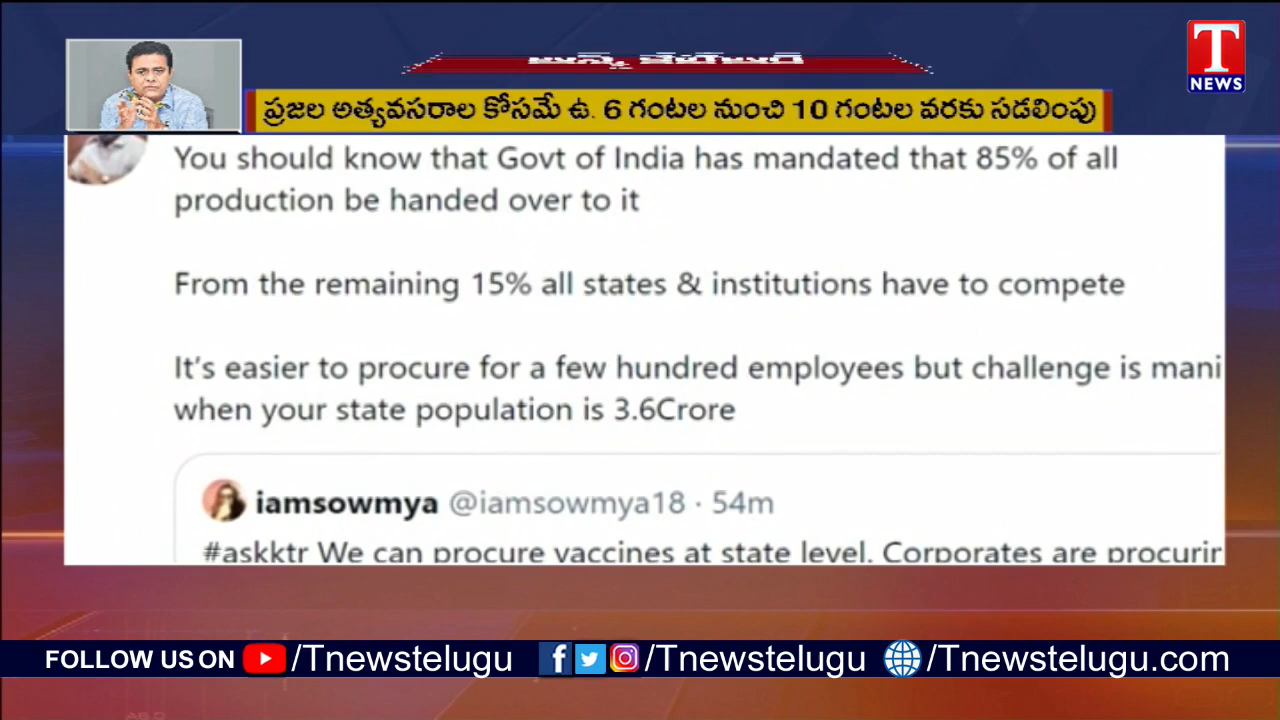 T
NEWS
ప్రజల అత్యవసరాల కోసమే ఉ. 6 గంటల నుంచి 10 గంటల వరకు సడలింపు
You should know that Govt of India has mandated that 85% of all
production be handed over to it
From the remaining 15% all states & institutions have to compete
It's easier to procure for a few hundred employees but challenge is mani
when your state population is 3.6Crore
iamsowmya @iamsowmya18 · 54m
#askktr We can procure vaccines at state level. Corporates are procurir
FOLLOW US ON /Tnewstelugu /Tnewstelugu /Tnewstelugu.com